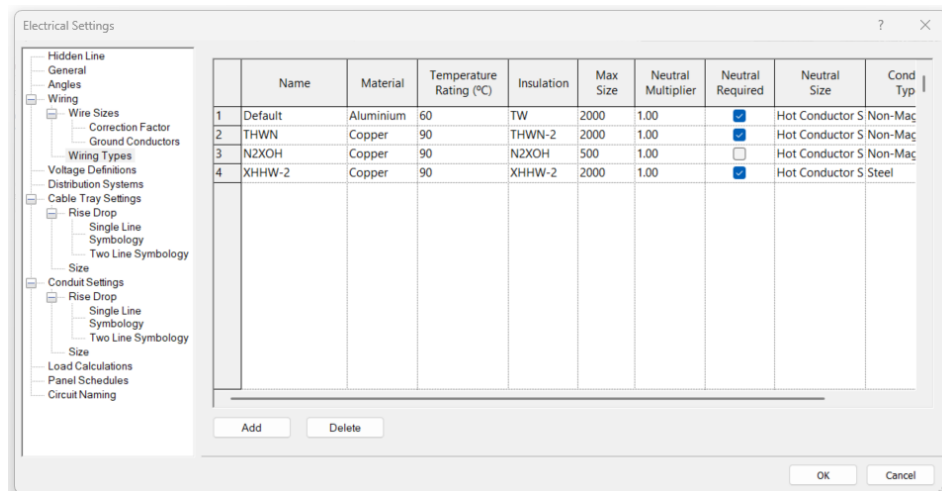 Electrical Settings
?
Hidden Line
General
Angles
Wiring
Wire Sizes
Correction Factor
Ground Conductors
Wiring Types
Voltage Definitions
Distribution Systems
Cable Tray Settings
Rise Drop
Single Line
Symbology
Two Line Symbology
Size
Conduit Settings
Rise Drop
Single Line
Symbology
Two Line Symbology
Size
Load Calculations
Panel Schedules
Circuit Naming
Name Material Temperature Rating (ºC) Insulation Max Size Neutral Multiplier Neutral Required Neutral Size Cond Typ
1 Default Aluminium 60 TW 2000 1.00 Hot Conductor S Non-Mag
2 THWN Copper 90 THWN-2 2000 1.00 Hot Conductor S Non-Mag
3 N2XOH Copper 90 N2XOH 500 1.00 Hot Conductor S Non-Mag
4 XHHW-2 Copper 90 XHHW-2 2000 1.00 Hot Conductor S Steel
Add Delete
OK Cancel